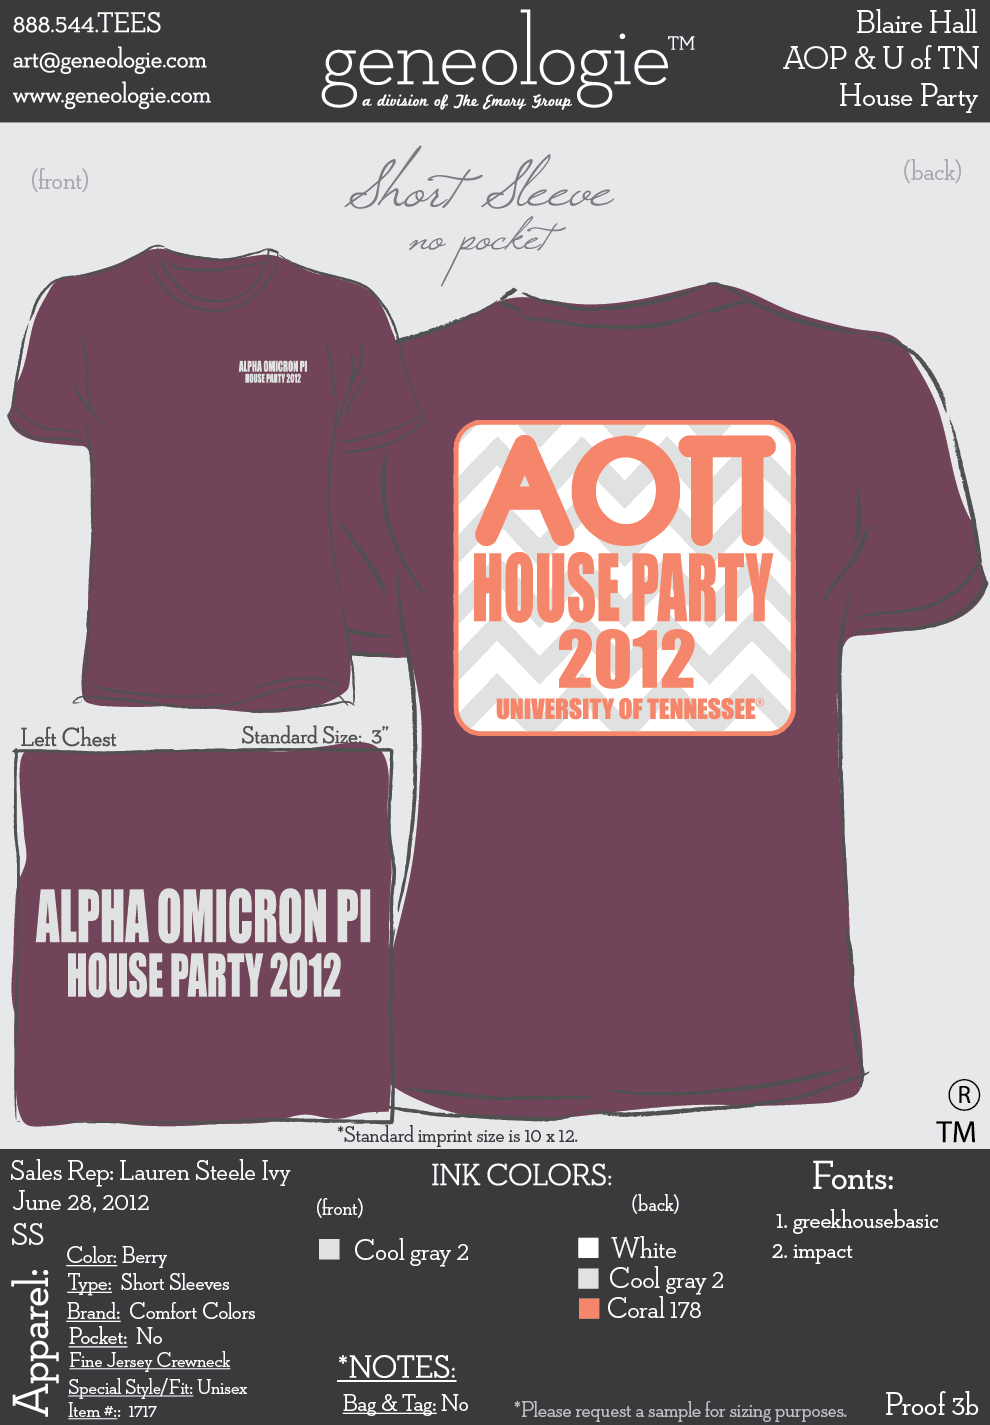 888.544.TEES
art@geneologie.com
www.geneologie.com
geneologie™
a division of The Emory Group
Blaire Hall
AOP & U of TN
House Party
(front)
Short Sleeve
no pocket
(back)
ALPHA OMICRON PI
HOUSE PARTY 2012
ΑΟΠ
HOUSE PARTY
2012
UNIVERSITY OF TENNESSEE®
Left Chest
Standard Size: 3"
ALPHA OMICRON PI
HOUSE PARTY 2012
®
TM
*Standard imprint size is 10 x 12.
Sales Rep: Lauren Steele Ivy
June 28, 2012
SS
Apparel:
Color: Berry
Type: Short Sleeves
Brand: Comfort Colors
Pocket: No
Fine Jersey Crewneck
Special Style/Fit: Unisex
Item #:: 1717
INK COLORS:
(front)
Cool gray 2
(back)
White
Cool gray 2
Coral 178
*NOTES:
Bag & Tag: No
Fonts:
1. greekhousebasic
2. impact
*Please request a sample for sizing purposes.
Proof 3b